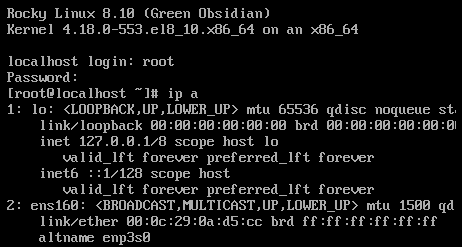 Rocky Linux 8.10 (Green Obsidian)
Kernel 4.18.0-553.el8_10.x86_64 on an x86_64

localhost login: root
Password:
[root@localhost ~]# ip a
1: lo: <LOOPBACK,UP,LOWER_UP> mtu 65536 qdisc noqueue sta
    link/loopback 00:00:00:00:00:00 brd 00:00:00:00:00:00
    inet 127.0.0.1/8 scope host lo
       valid_lft forever preferred_lft forever
    inet6 ::1/128 scope host
       valid_lft forever preferred_lft forever
2: ens160: <BROADCAST,MULTICAST,UP,LOWER_UP> mtu 1500 qd
    link/ether 00:0c:29:0a:d5:cc brd ff:ff:ff:ff:ff:ff
    altname enp3s0